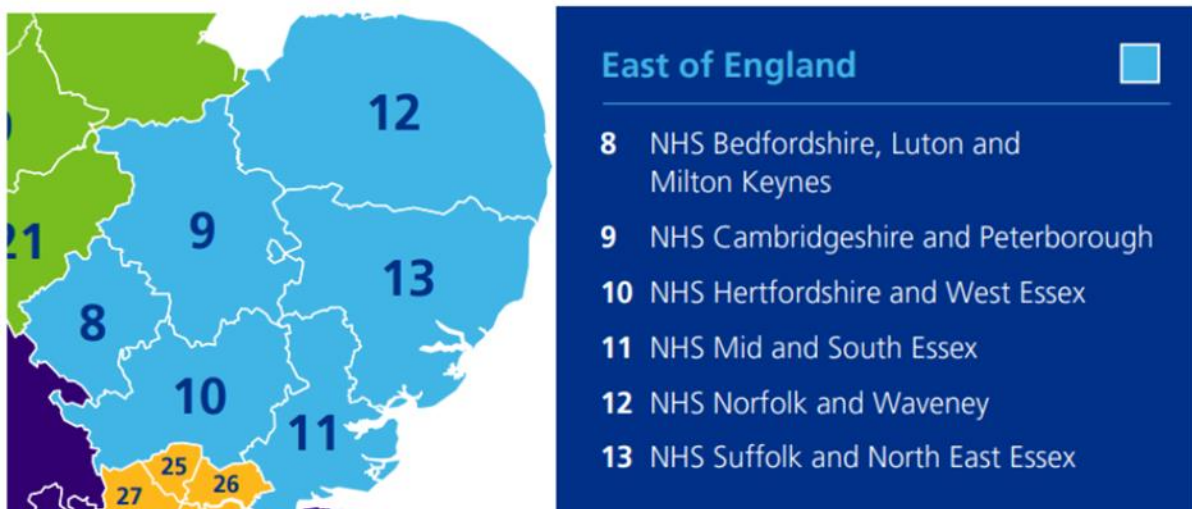 12
9
21
13
8
10
11
25
26
27
East of England
8 NHS Bedfordshire, Luton and
Milton Keynes
9 NHS Cambridgeshire and Peterborough
10 NHS Hertfordshire and West Essex
11 NHS Mid and South Essex
12 NHS Norfolk and Waveney
13 NHS Suffolk and North East Essex